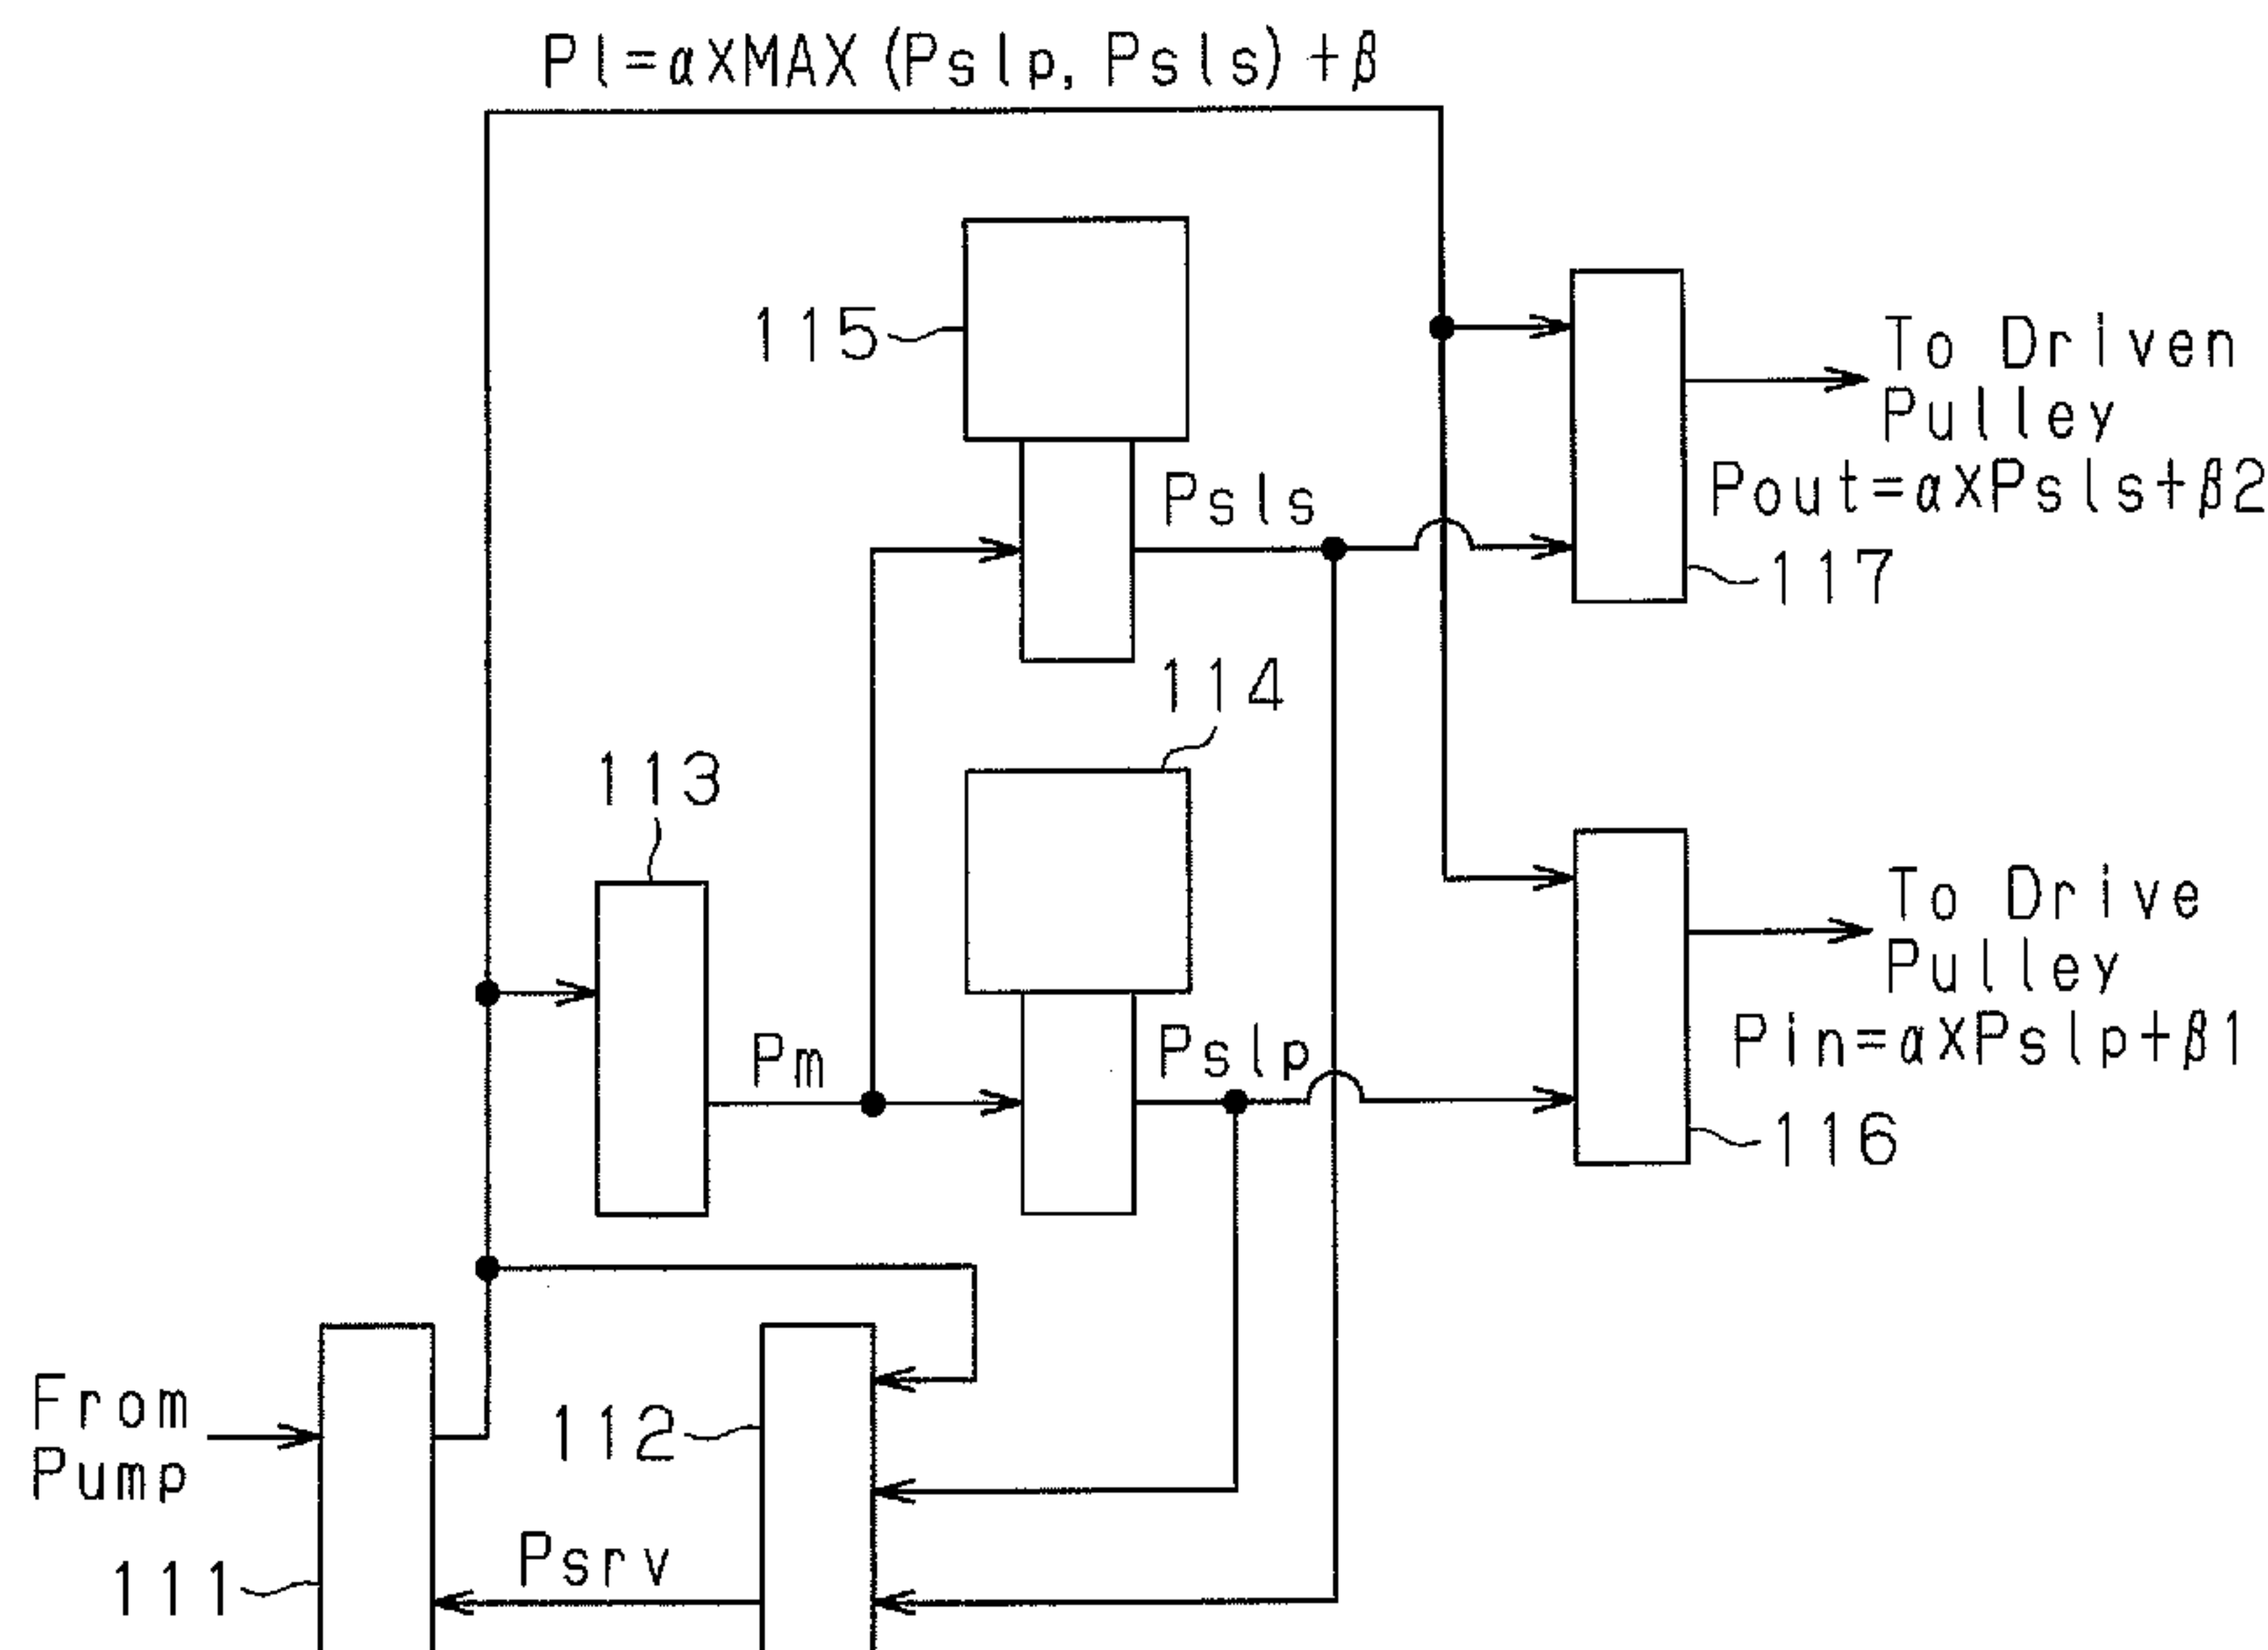 Pl=αXMAX(Pslp, Psls)+β
115
To Driven
Pulley
Pout=αXPsls+β2
Psls
117
114
113
To Drive
Pulley
Pin=αXPslp+β1
Pm
Pslp
116
From
Pump
112
Psrv
111